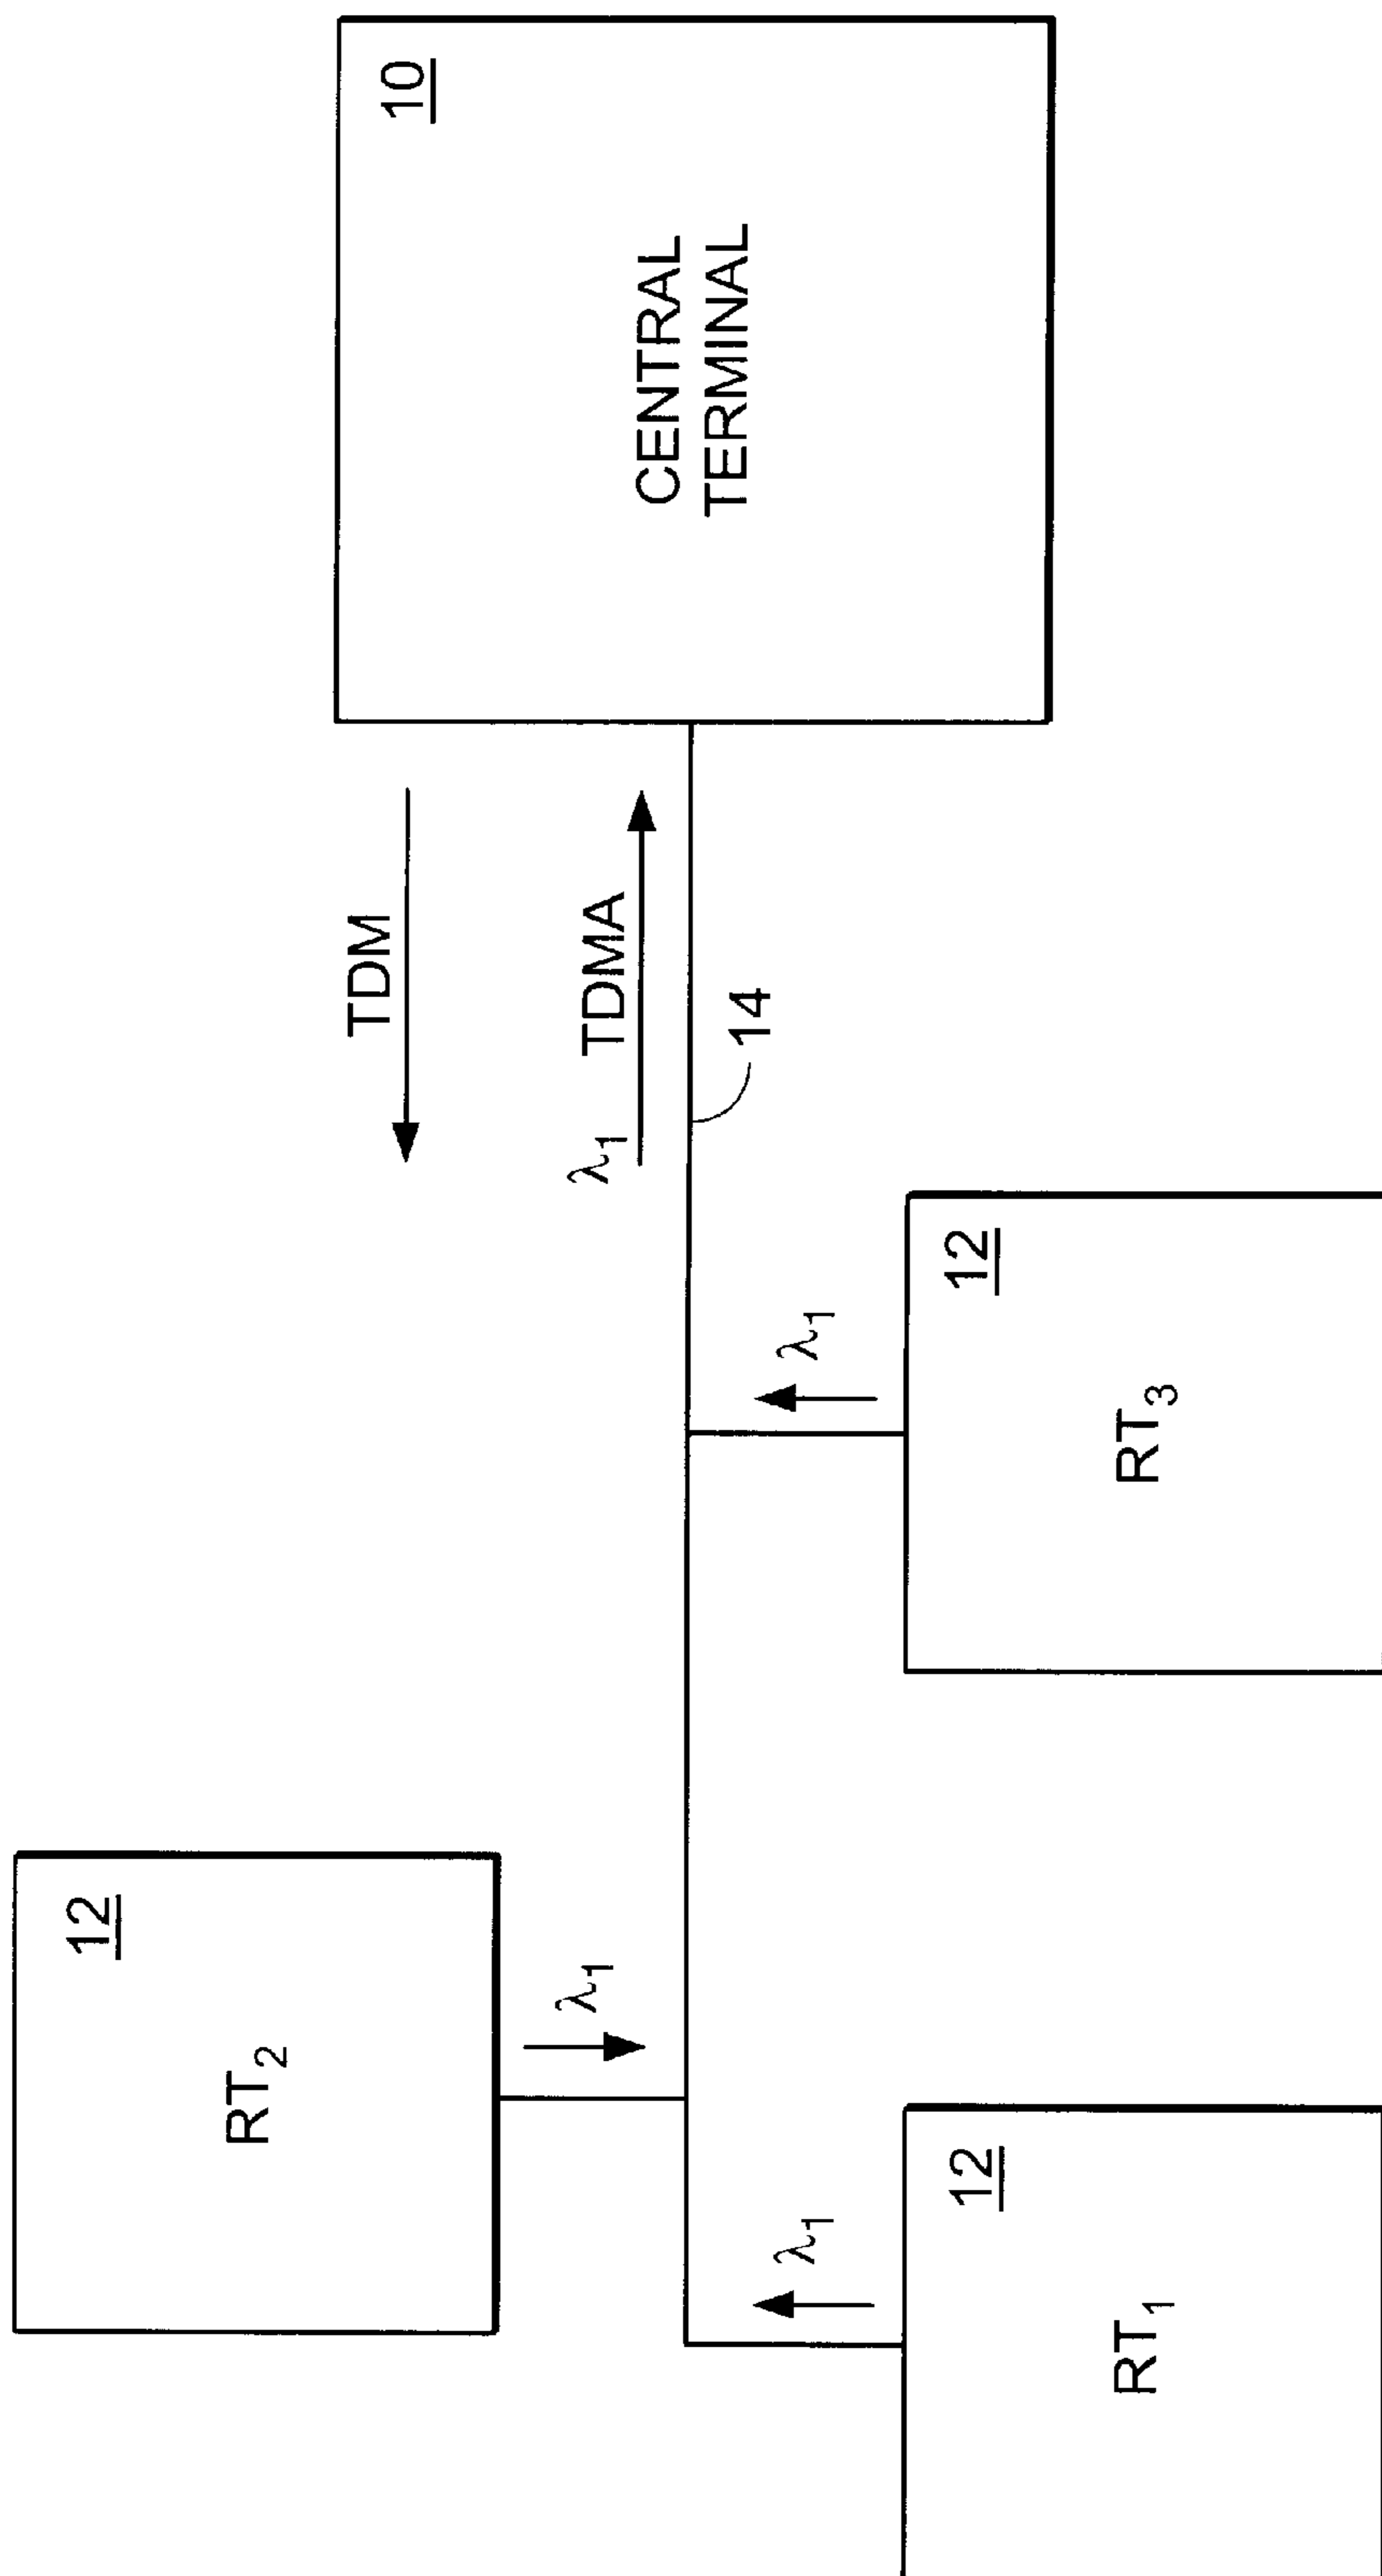 12
RT₂
TDM
10
λ₁
λ₁ TDMA
CENTRAL
TERMINAL
14
λ₁
λ₁
12
12
RT₁
RT₃